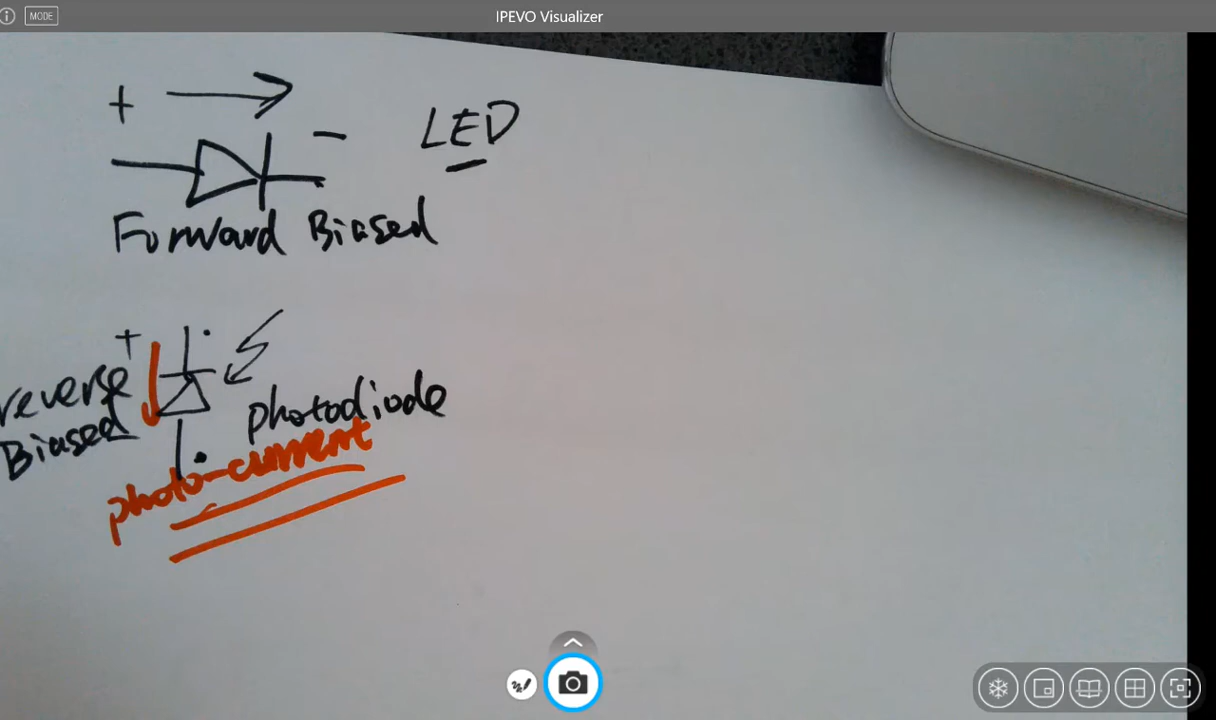 MODE
IPEVO Visualizer
+
−
LED
Forward Biased
+
reverse
Biased
photodiode
photo-current